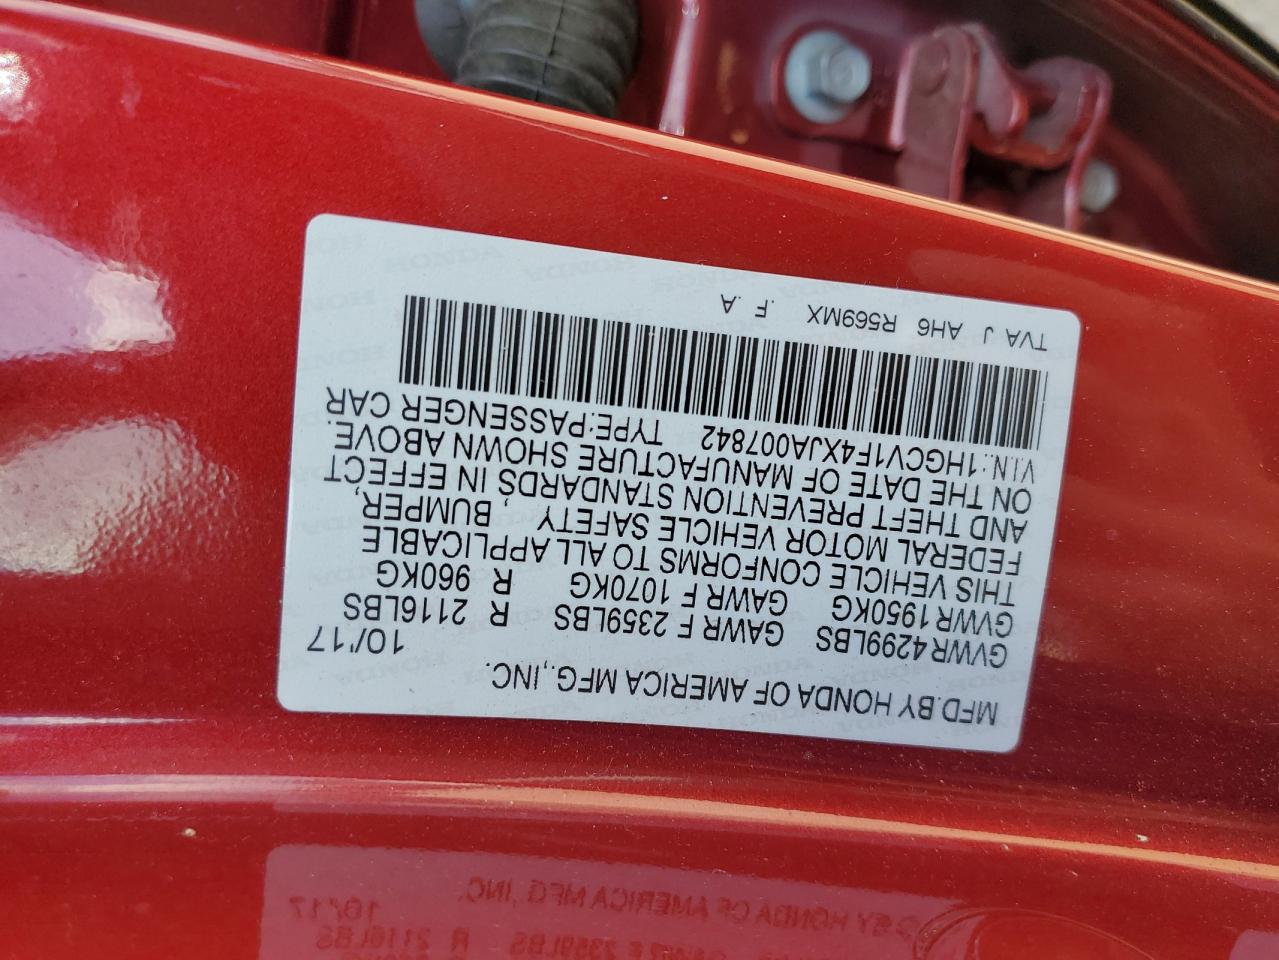 MFD.BY HONDA OF AMERICA MFG.,INC. 10/'17
GVWR 4299LBS GAWR F 2359LBS R 2116LBS
GVWR 1950KG GAWR F 1070KG R 960KG
THIS VEHICLE CONFORMS TO ALL APPLICABLE
FEDERAL MOTOR VEHICLE SAFETY, BUMPER,
AND THEFT PREVENTION STANDARDS IN EFFECT
ON THE DATE OF MANUFACTURE SHOWN ABOVE.
V.I.N.:1HGCV1F4XJA007842 TYPE:PASSENGER CAR
TVA J AH6 R569MX .F .A